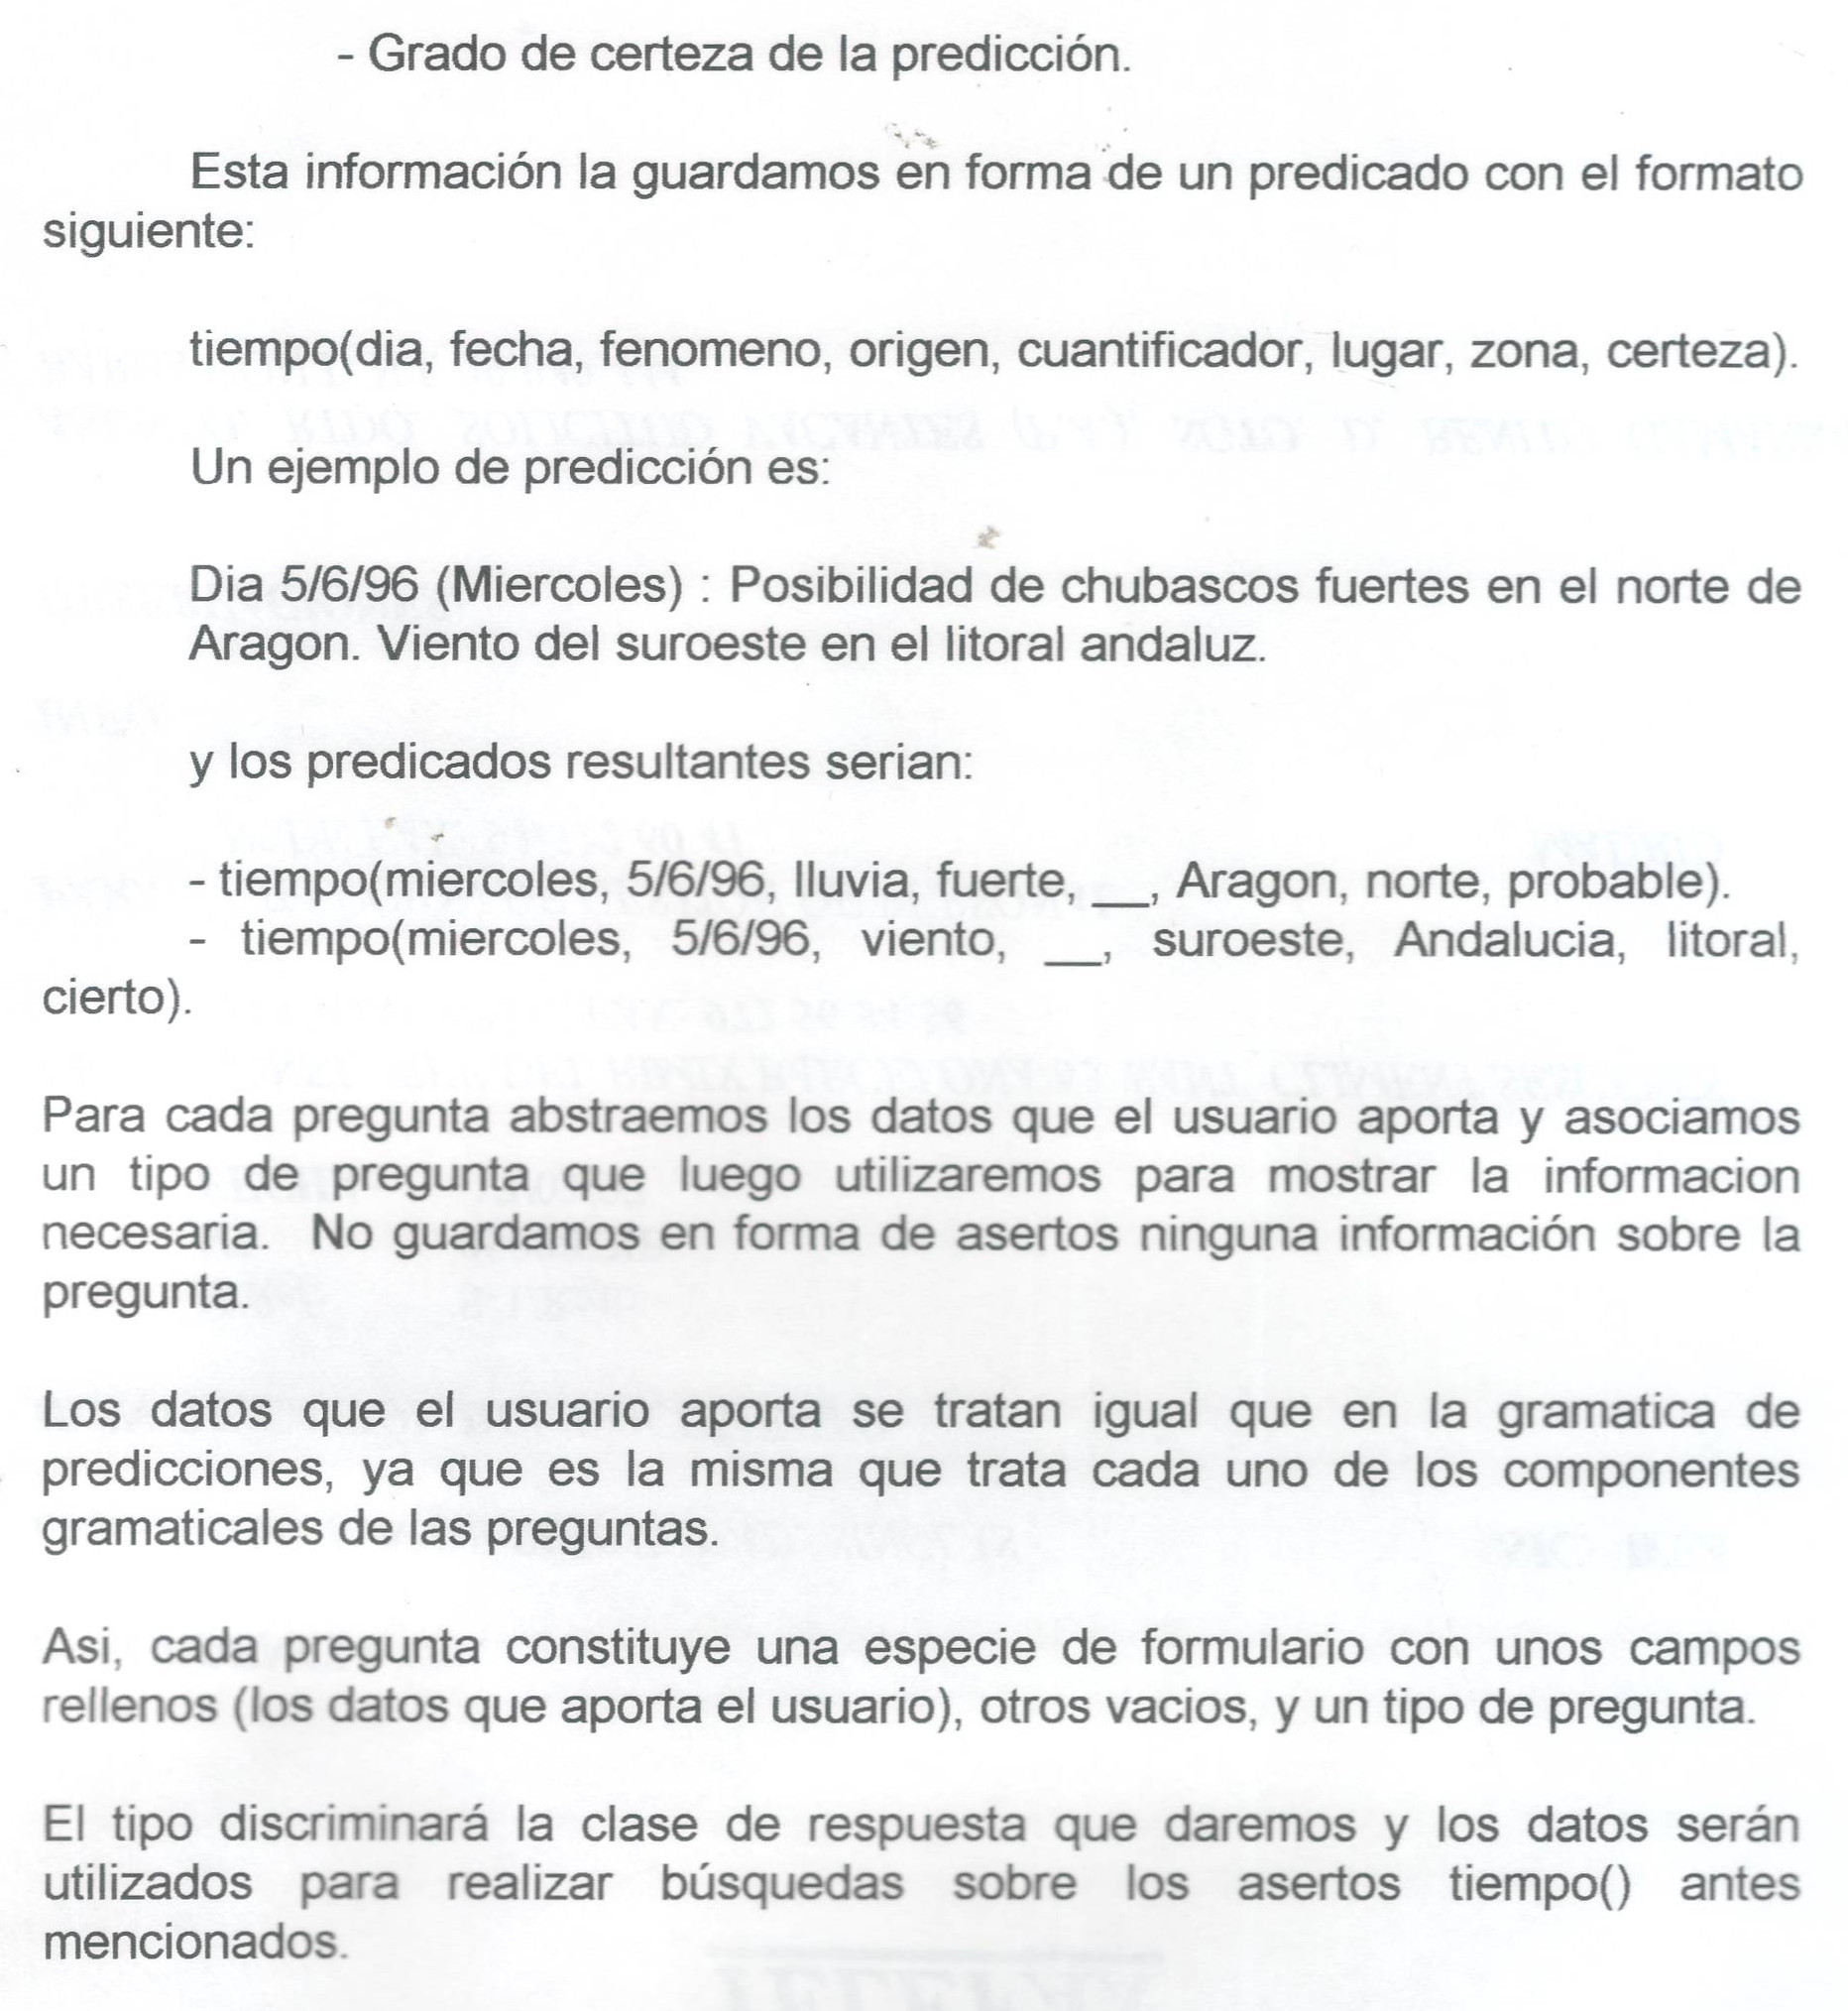 - Grado de certeza de la predicción.
Esta información la guardamos en forma de un predicado con el formato
siguiente:
tiempo(dia, fecha, fenomeno, origen, cuantificador, lugar, zona, certeza).
Un ejemplo de predicción es:
Dia 5/6/96 (Miercoles) : Posibilidad de chubascos fuertes en el norte de
Aragon. Viento del suroeste en el litoral andaluz.
y los predicados resultantes serian:
- tiempo(miercoles, 5/6/96, lluvia, fuerte, __, Aragon, norte, probable).
- tiempo(miercoles, 5/6/96, viento, __, suroeste, Andalucia, litoral,
cierto).
Para cada pregunta abstraemos los datos que el usuario aporta y asociamos
un tipo de pregunta que luego utilizaremos para mostrar la informacion
necesaria. No guardamos en forma de asertos ninguna información sobre la
pregunta.
Los datos que el usuario aporta se tratan igual que en la gramatica de
predicciones, ya que es la misma que trata cada uno de los componentes
gramaticales de las preguntas.
Asi, cada pregunta constituye una especie de formulario con unos campos
rellenos (los datos que aporta el usuario), otros vacios, y un tipo de pregunta.
El tipo discriminará la clase de respuesta que daremos y los datos serán
utilizados para realizar búsquedas sobre los asertos tiempo() antes
mencionados.